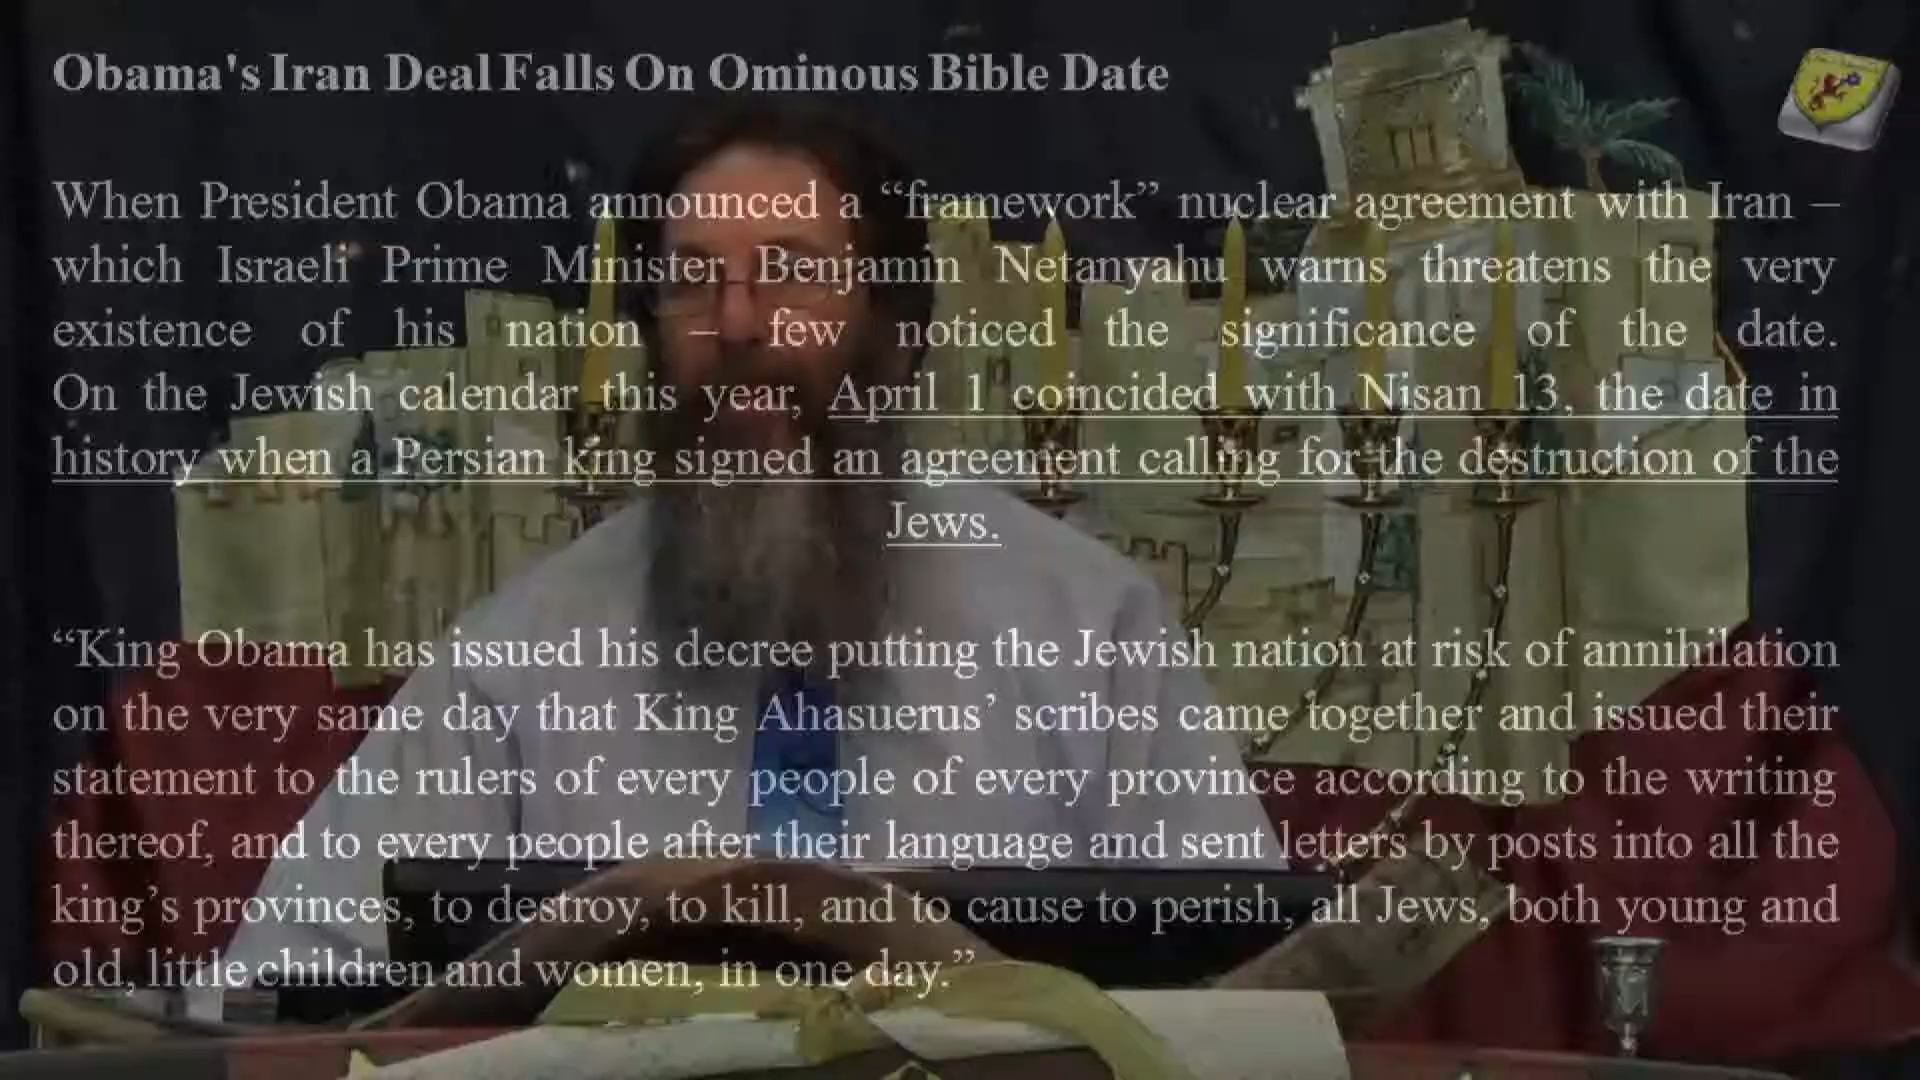 Obama's Iran Deal Falls On Ominous Bible Date
When President Obama announced a “framework” nuclear agreement with Iran –
which Israeli Prime Minister Benjamin Netanyahu warns threatens the very
existence of his nation – few noticed the significance of the date.
On the Jewish calendar this year, April 1 coincided with Nisan 13, the date in
history when a Persian king signed an agreement calling for the destruction of the
Jews.
“King Obama has issued his decree putting the Jewish nation at risk of annihilation
on the very same day that King Ahasuerus’ scribes came together and issued their
statement to the rulers of every people of every province according to the writing
thereof, and to every people after their language and sent letters by posts into all the
king’s provinces, to destroy, to kill, and to cause to perish, all Jews, both young and
old, little children and women, in one day.”